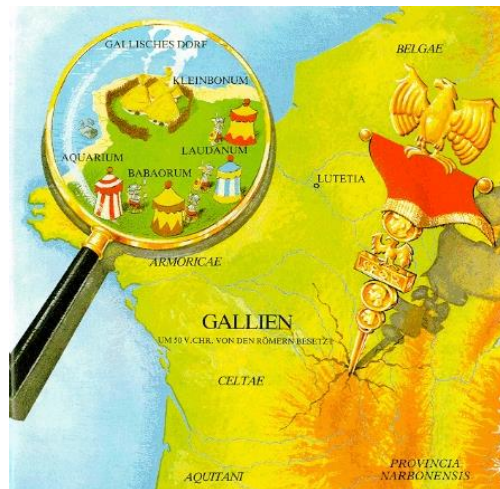 GALLISCHES DORF
BELGAE
KLEINBONUM
LAUDANUM
AQUARIUM
BABAORUM
LUTETIA
ARMORICAE
GALLIEN
UM 50 V.CHR. VON DEN RÖMERN BESETZT
CELTAE
PROVINCIA
NARBONENSIS
AQUITANI